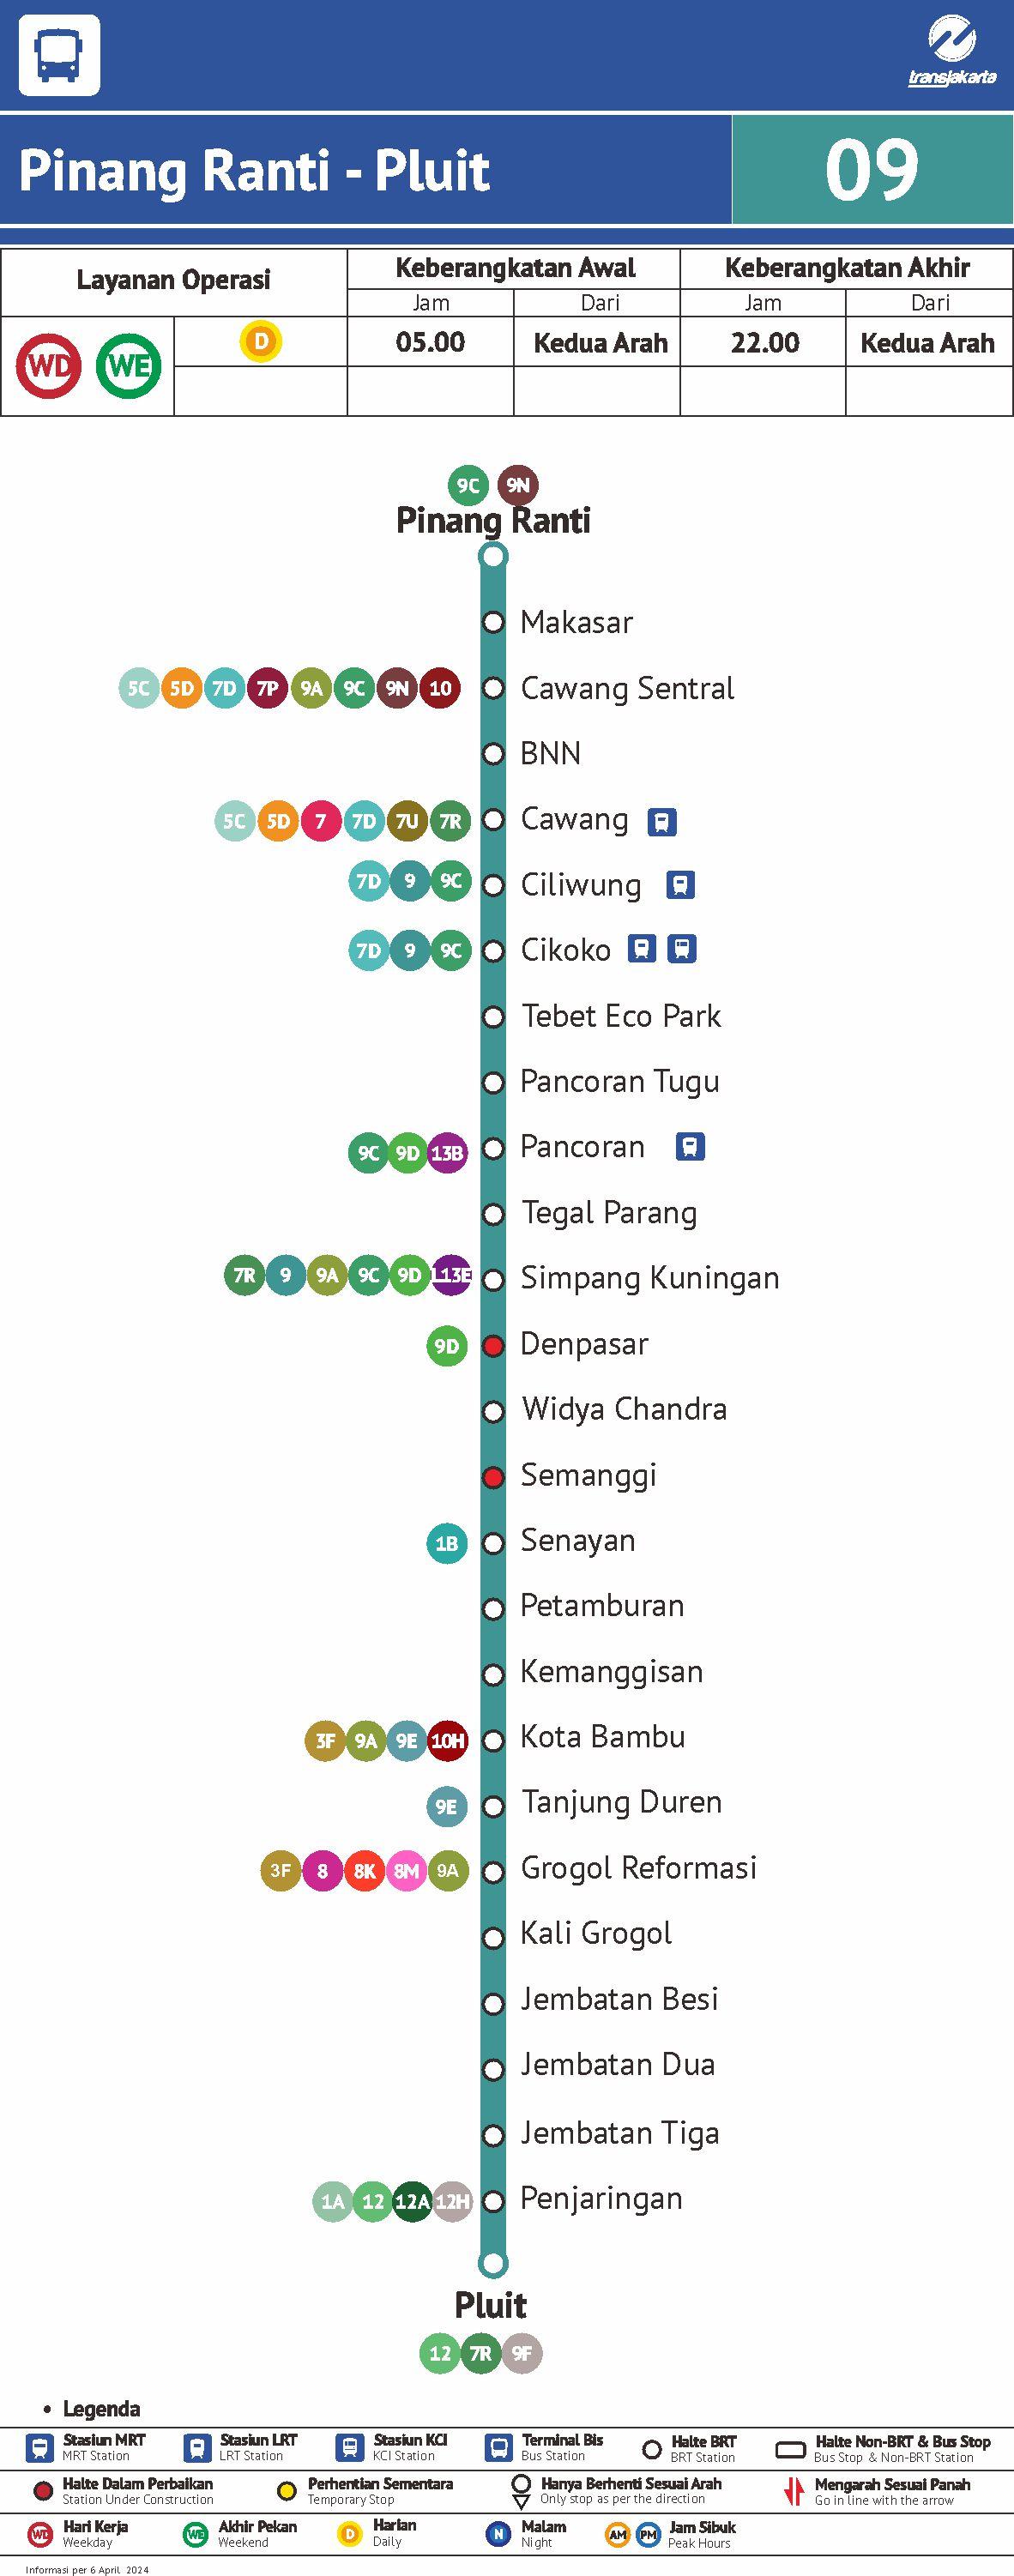 transjakarta
Pinang Ranti - Pluit
09
Layanan Operasi
Keberangkatan Awal
Keberangkatan Akhir
Jam
Dari
Jam
Dari
WD WE
D
05.00
Kedua Arah
22.00
Kedua Arah
9C 9N
Pinang Ranti
Makasar
5C 5D 7D 7P 9A 9C 9N 10 Cawang Sentral
BNN
5C 5D 7 7D 7U 7R Cawang
7D 9 9C Ciliwung
7D 9 9C Cikoko
Tebet Eco Park
Pancoran Tugu
9C 9D 13B Pancoran
Tegal Parang
7R 9 9A 9C 9D L13E Simpang Kuningan
9D Denpasar
Widya Chandra
Semanggi
1B Senayan
Petamburan
Kemanggisan
3F 9A 9E 10H Kota Bambu
9E Tanjung Duren
3F 8 8K 8M 9A Grogol Reformasi
Kali Grogol
Jembatan Besi
Jembatan Dua
Jembatan Tiga
1A 12 12A 12H Penjaringan
Pluit
12 7R 9F
• Legenda
Stasiun MRT
MRT Station
Stasiun LRT
LRT Station
Stasiun KCI
KCI Station
Terminal Bis
Bus Station
Halte BRT
BRT Station
Halte Non-BRT & Bus Stop
Bus Stop & Non-BRT Station
Halte Dalam Perbaikan
Station Under Construction
Perhentian Sementara
Temporary Stop
Hanya Berhenti Sesuai Arah
Only stop as per the direction
Mengarah Sesuai Panah
Go in line with the arrow
WD Hari Kerja
Weekday
WE Akhir Pekan
Weekend
D Harian
Daily
N Malam
Night
AM PM Jam Sibuk
Peak Hours
Informasi per 6 April 2024